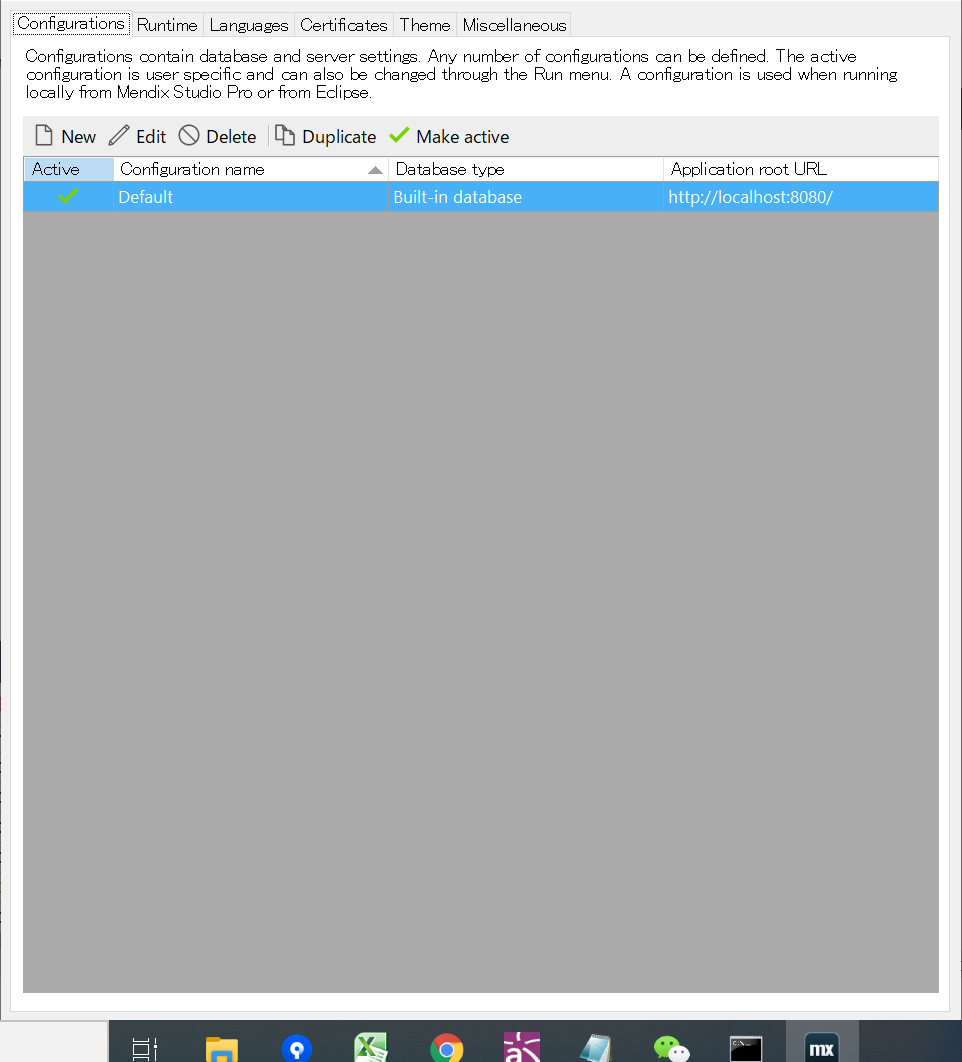 Configurations Runtime Languages Certificates Theme Miscellaneous
Configurations contain database and server settings. Any number of configurations can be defined. The active
configuration is user specific and can also be changed through the Run menu. A configuration is used when running
locally from Mendix Studio Pro or from Eclipse.
New Edit Delete Duplicate Make active
Active Configuration name Database type Application root URL
Default Built-in database http://localhost:8080/
mx